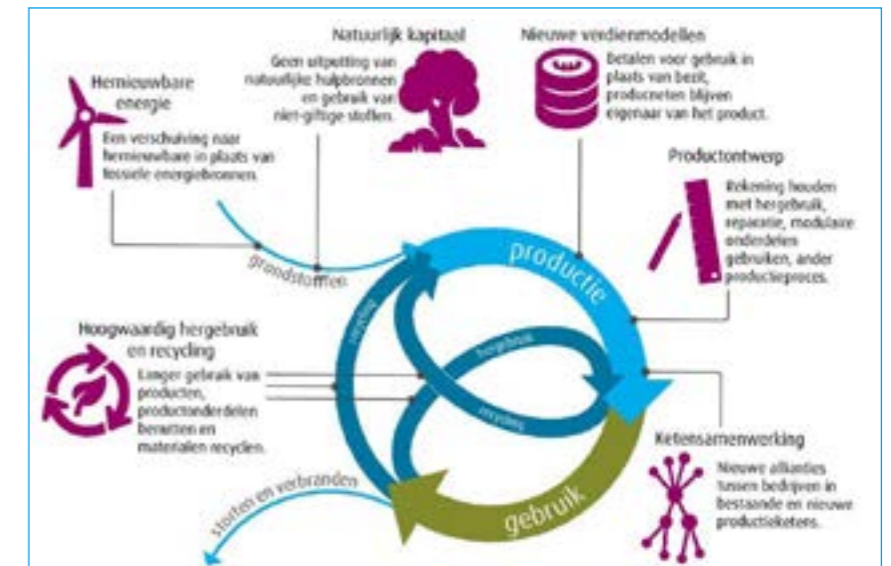 Natuurlijk kapitaal
Geen uitputting van
natuurlijke hulpbronnen
en gebruik van
niet-giftige stoffen.
Nieuwe verdienmodellen
Betalen voor gebruik in
plaats van bezit,
producneten blijven
eigenaar van het product.
Hernieuwbare
energie
Een verschuiving naar
hernieuwbare in plaats van
fossiele energiebronnen.
Productontwerp
Rekening houden
met hergebruik,
reparatie, modulaire
onderdelen
gebruiken, ander
productieproces.
grondstoffen
productie
recycling
hergebruik
recycling
Hoogwaardig hergebruik
en recycling
Langer gebruik van
producten,
productonderdelen
benutten en
materialen recyclen.
Ketensamenwerking
Nieuwe allianties
tussen bedrijven in
bestaande en nieuwe
productieketens.
gebruik
storten en verbranden